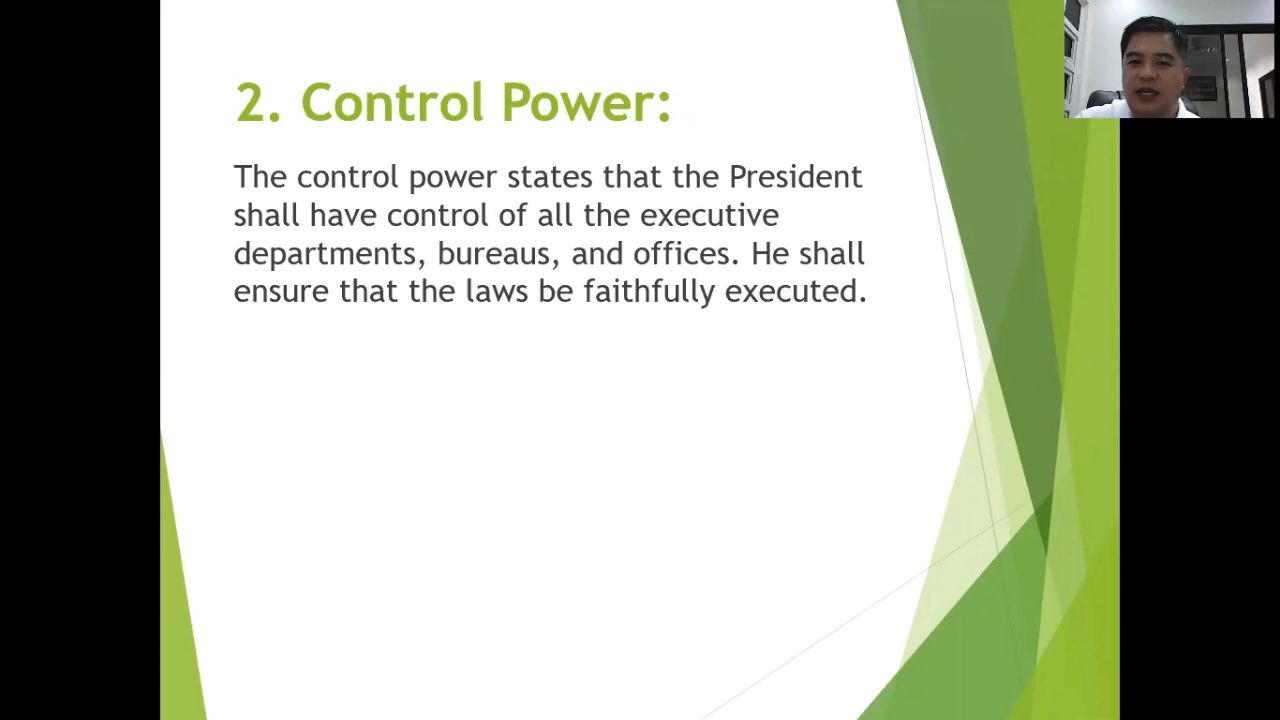 2. Control Power:
The control power states that the President
shall have control of all the executive
departments, bureaus, and offices. He shall
ensure that the laws be faithfully executed.